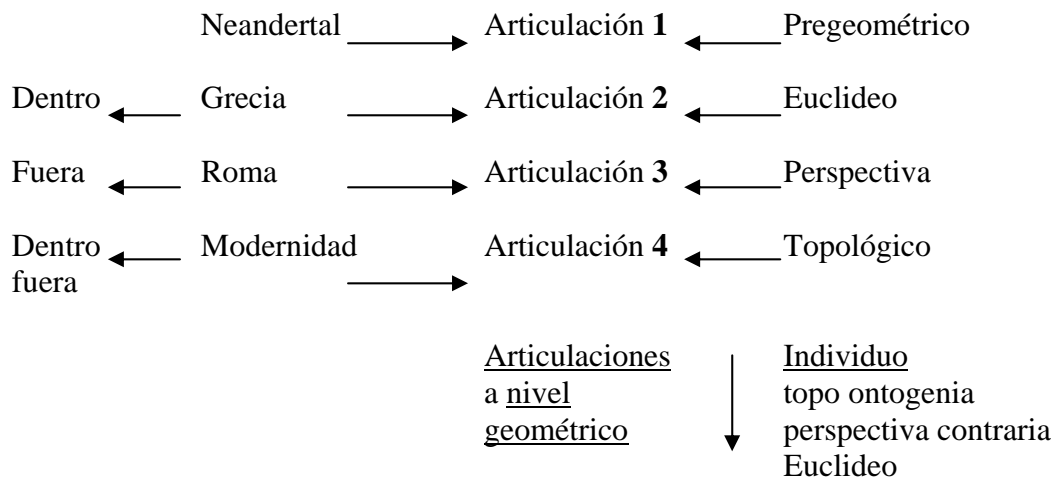 Neandertal Articulación 1 Pregeométrico
Dentro Grecia Articulación 2 Euclideo
Fuera Roma Articulación 3 Perspectiva
Dentro Modernidad Articulación 4 Topológico
fuera
Articulaciones Individuo
a nivel topo ontogenia
geométrico perspectiva contraria
Euclideo